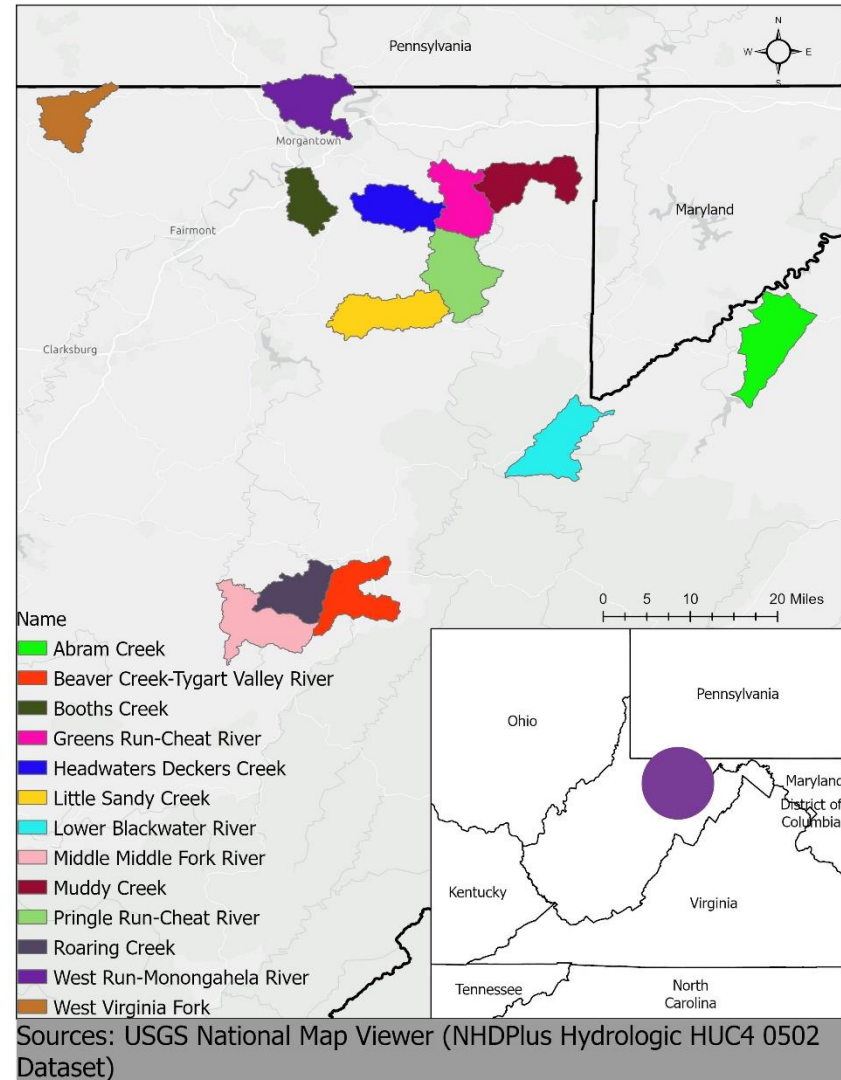 Pennsylvania
N
W
E
S
Morgantown
Maryland
Fairmont
Clarksburg
0 5 10 20 Miles
Name
Abram Creek
Beaver Creek-Tygart Valley River
Booths Creek
Greens Run-Cheat River
Headwaters Deckers Creek
Little Sandy Creek
Lower Blackwater River
Middle Middle Fork River
Muddy Creek
Pringle Run-Cheat River
Roaring Creek
West Run-Monongahela River
West Virginia Fork
Pennsylvania
Ohio
Maryland
District of
Columbia
Kentucky
Virginia
Tennessee
North
Carolina
Sources: USGS National Map Viewer (NHDPlus Hydrologic HUC4 0502
Dataset)